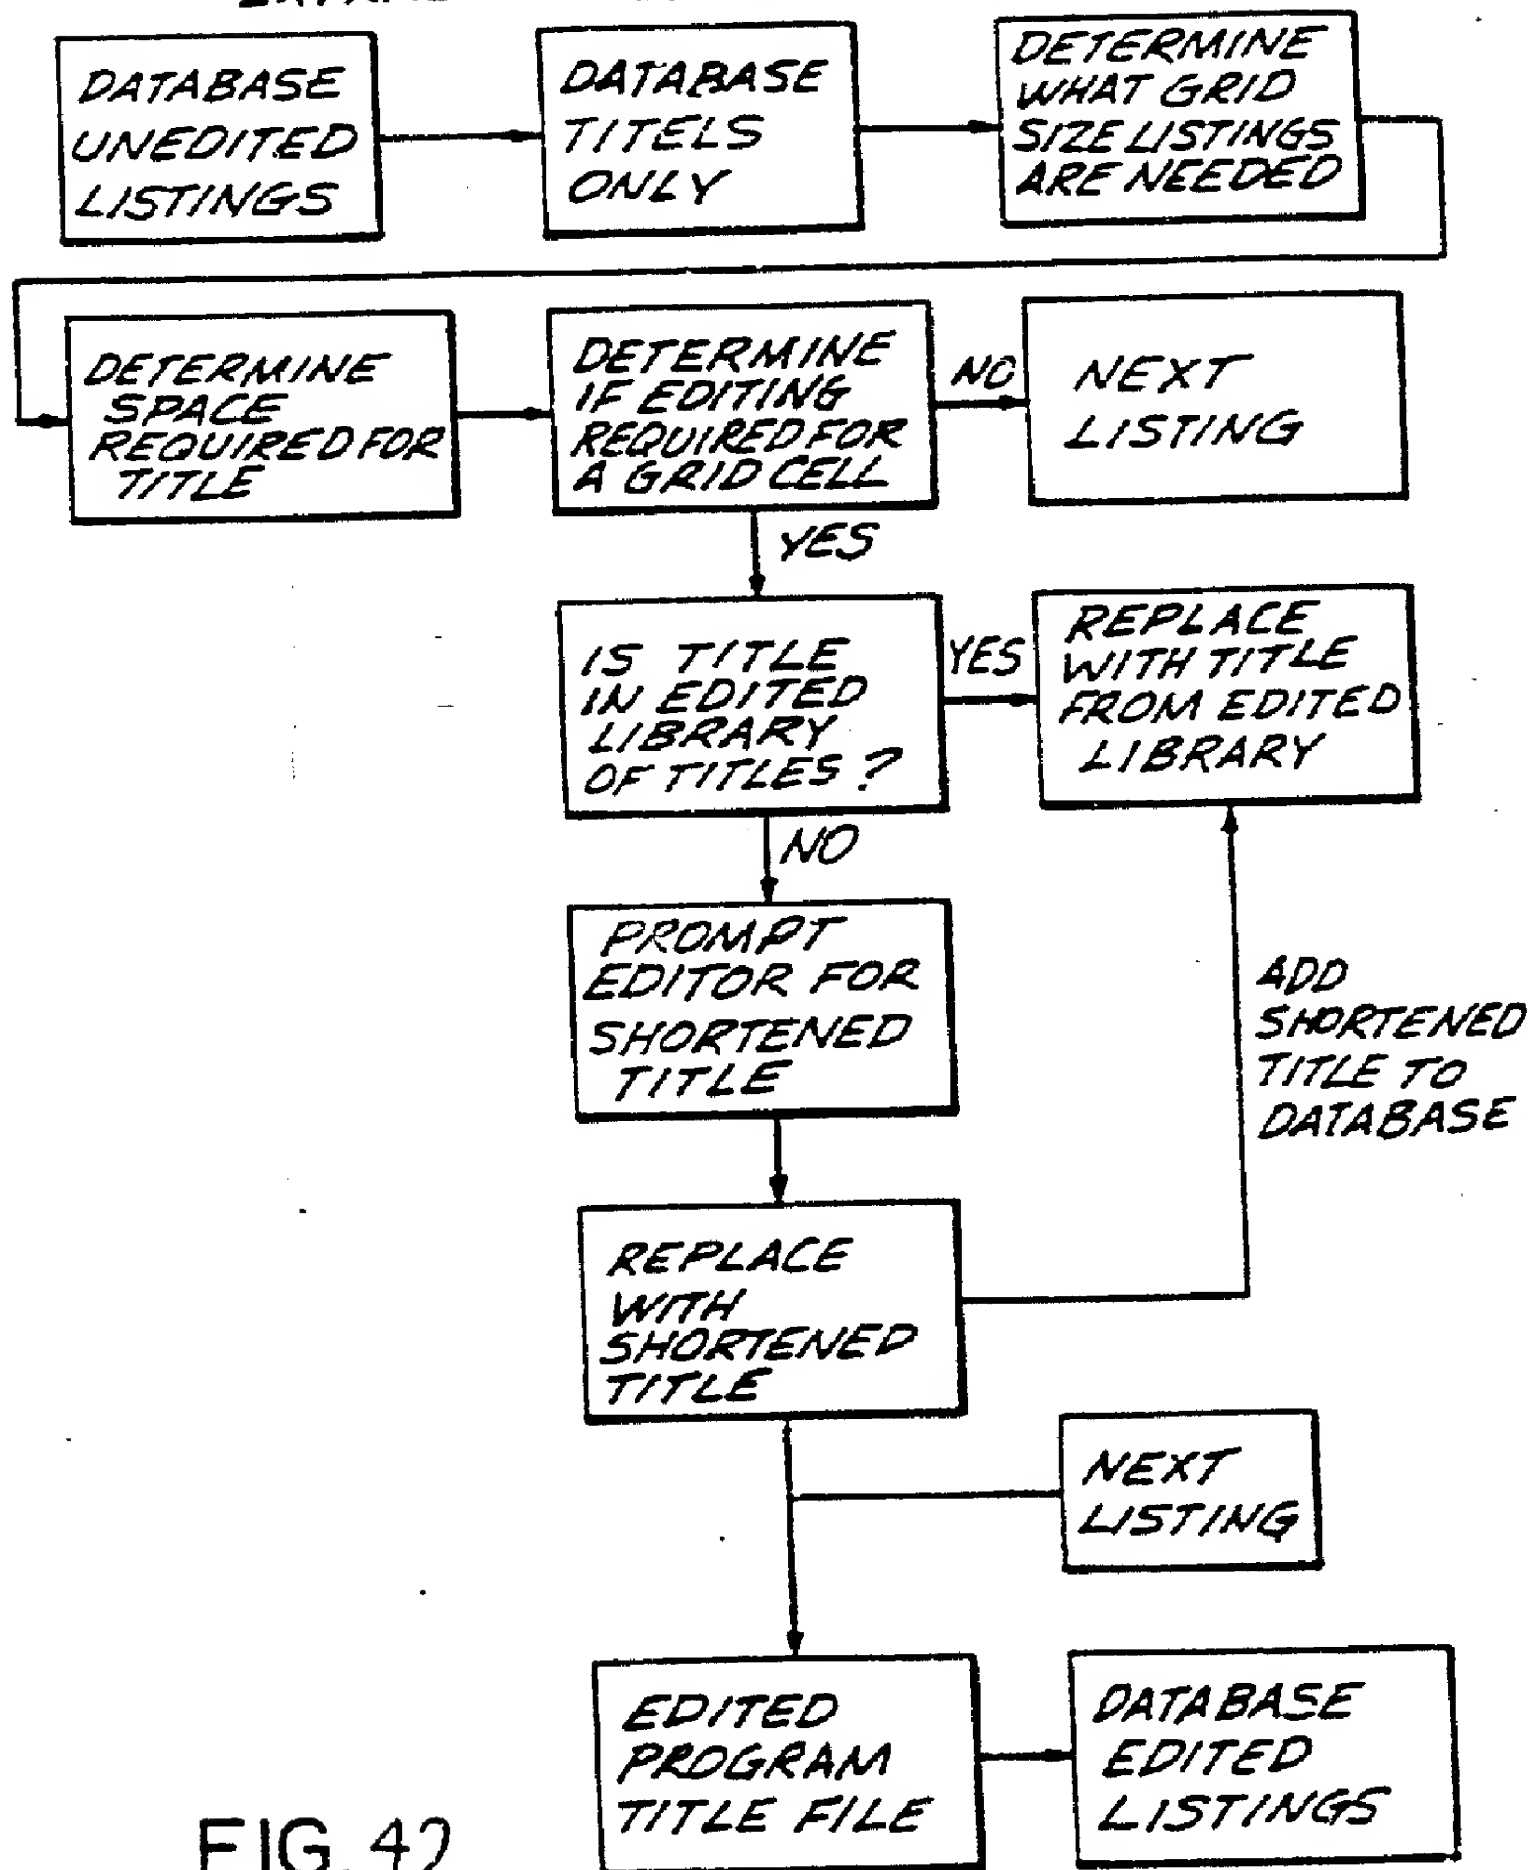 DATABASE
UNEDITED
LISTINGS
DATABASE
TITELS
ONLY
DETERMINE
WHAT GRID
SIZE LISTINGS
ARE NEEDED
DETERMINE
SPACE
REQUIRED FOR
TITLE
DETERMINE
IF EDITING
REQUIRED FOR
A GRID CELL
NO
NEXT
LISTING
YES
IS TITLE
IN EDITED
LIBRARY
OF TITLES?
YES
REPLACE
WITH TITLE
FROM EDITED
LIBRARY
NO
PROMPT
EDITOR FOR
SHORTENED
TITLE
ADD
SHORTENED
TITLE TO
DATABASE
REPLACE
WITH
SHORTENED
TITLE
NEXT
LISTING
EDITED
PROGRAM
TITLE FILE
DATABASE
EDITED
LISTINGS
FIG. 42